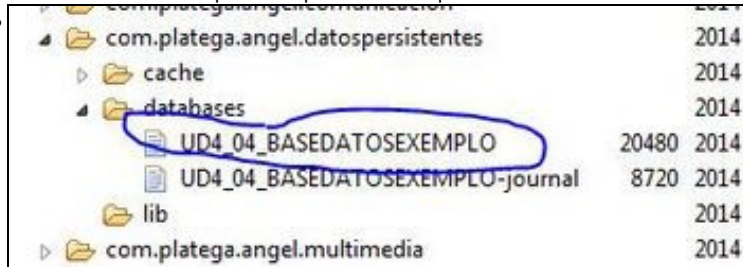 com.platega.angel.datospersistentes 2014
cache 2014
databases 2014
UD4_04_BASEDATOSEXEMPLO 20480 2014
UD4_04_BASEDATOSEXEMPLO-journal 8720 2014
lib 2014
com.platega.angel.multimedia 2014